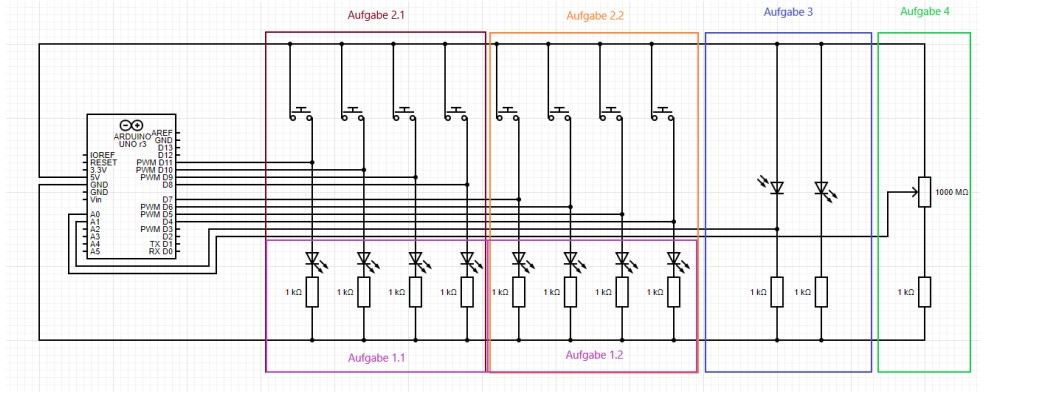 Aufgabe 2.1
Aufgabe 2.2
Aufgabe 3
Aufgabe 4
ARDUINO
UNO r3
AREF
GND
D13
D12
IOREF
RESET
3.3V
5V
GND
GND
Vin
A0
A1
A2
A3
A4
A5
PWM D11
PWM D10
PWM D9
D8
D7
PWM D6
PWM D5
D4
PWM D3
D2
TX D1
RX D0
1000 MΩ
1 kΩ
1 kΩ
1 kΩ
1 kΩ
1 kΩ
1 kΩ
1 kΩ
1 kΩ
1 kΩ
1 kΩ
1 kΩ
Aufgabe 1.1
Aufgabe 1.2